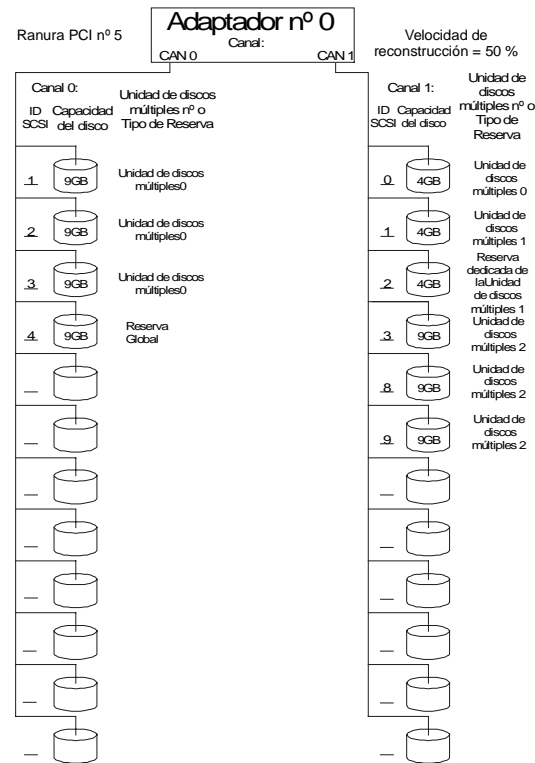 Ranura PCI nº 5
Adaptador nº 0
Canal:
CAN 0
CAN 1
Velocidad de
reconstrucción = 50 %
Canal 0:
ID
SCSI
Capacidad
del disco
Unidad de discos
múltiples nº o
Tipo de Reserva
1
9GB
Unidad de discos
múltiples0
2
9GB
Unidad de discos
múltiples0
3
9GB
Unidad de discos
múltiples0
4
9GB
Reserva
Global
Canal 1:
ID
SCSI
Capacidad
del disco
Unidad de
discos
múltiples nº o
Tipo de
Reserva
0
4GB
Unidad de
discos
múltiples 0
1
4GB
Unidad de
discos
múltiples 1
2
4GB
Reserva
dedicada de
laUnidad
de discos
múltiples 1
3
9GB
Unidad de
discos
múltiples 2
8
9GB
Unidad de
discos
múltiples 2
9
9GB
Unidad de
discos
múltiples 2